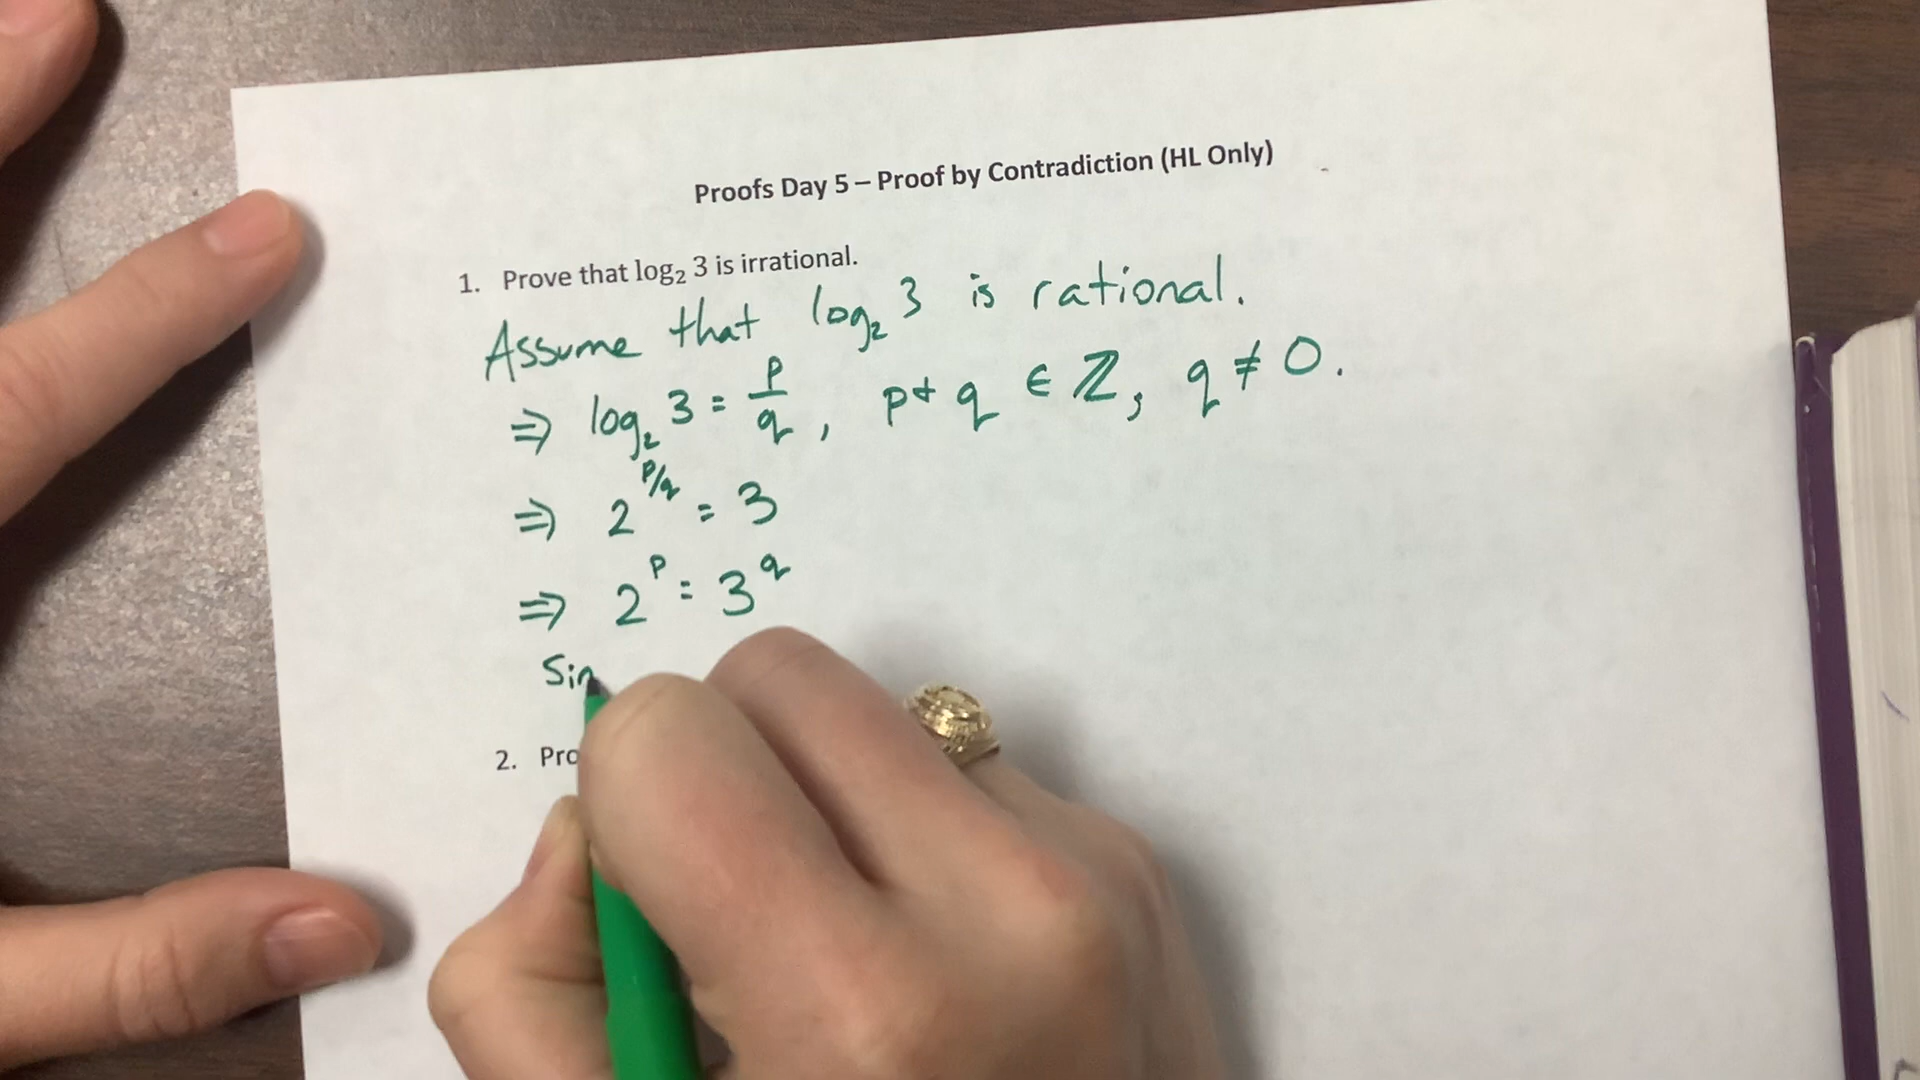 Proofs Day 5 – Proof by Contradiction (HL Only)
1. Prove that log₂ 3 is irrational.
Assume that log₂ 3 is rational.
⇒ log₂ 3 = p/q, p + q ∈ ℤ, q ≠ 0.
⇒ 2^(p/q) = 3
⇒ 2^p = 3^q
Sin
2. Pro